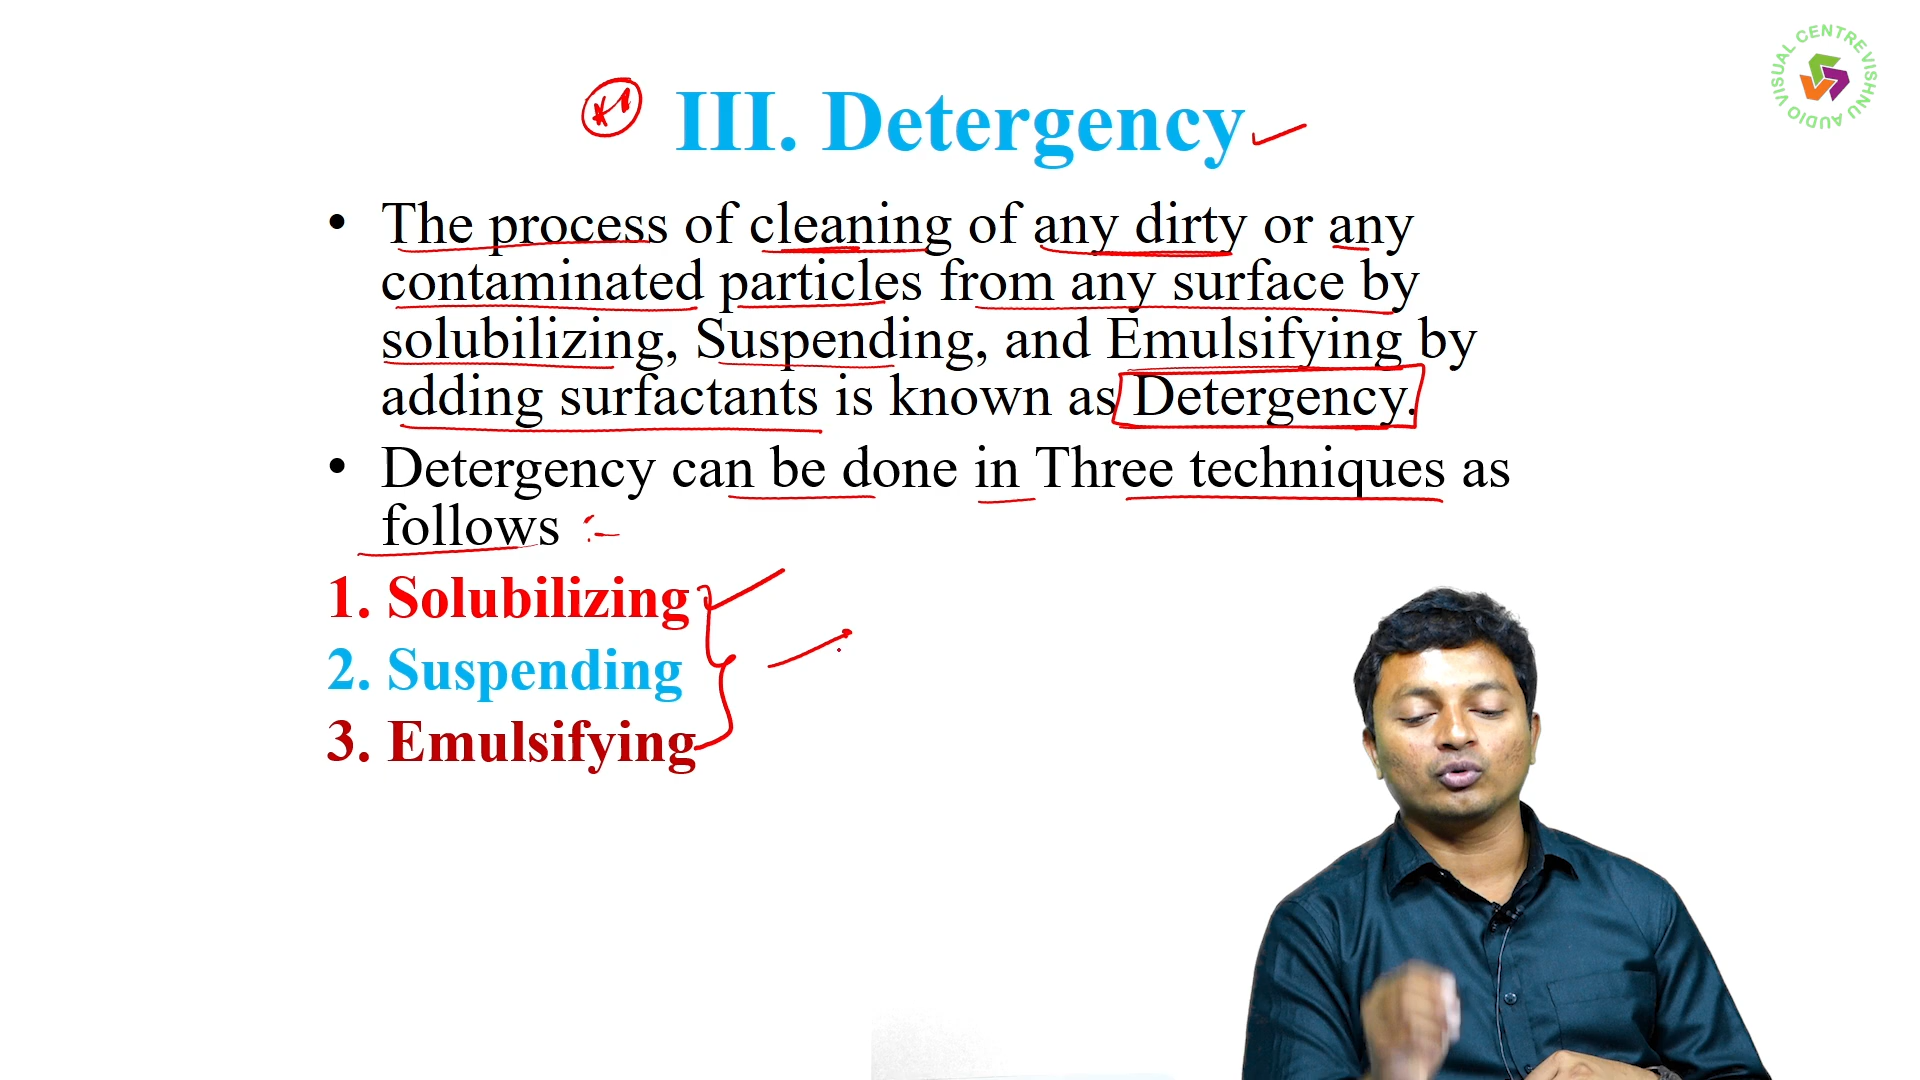 VISHNU AUDIO VISUAL CENTRE
III. Detergency
• The process of cleaning of any dirty or any
contaminated particles from any surface by
solubilizing, Suspending, and Emulsifying by
adding surfactants is known as Detergency.
• Detergency can be done in Three techniques as
follows :-
1. Solubilizing
2. Suspending
3. Emulsifying